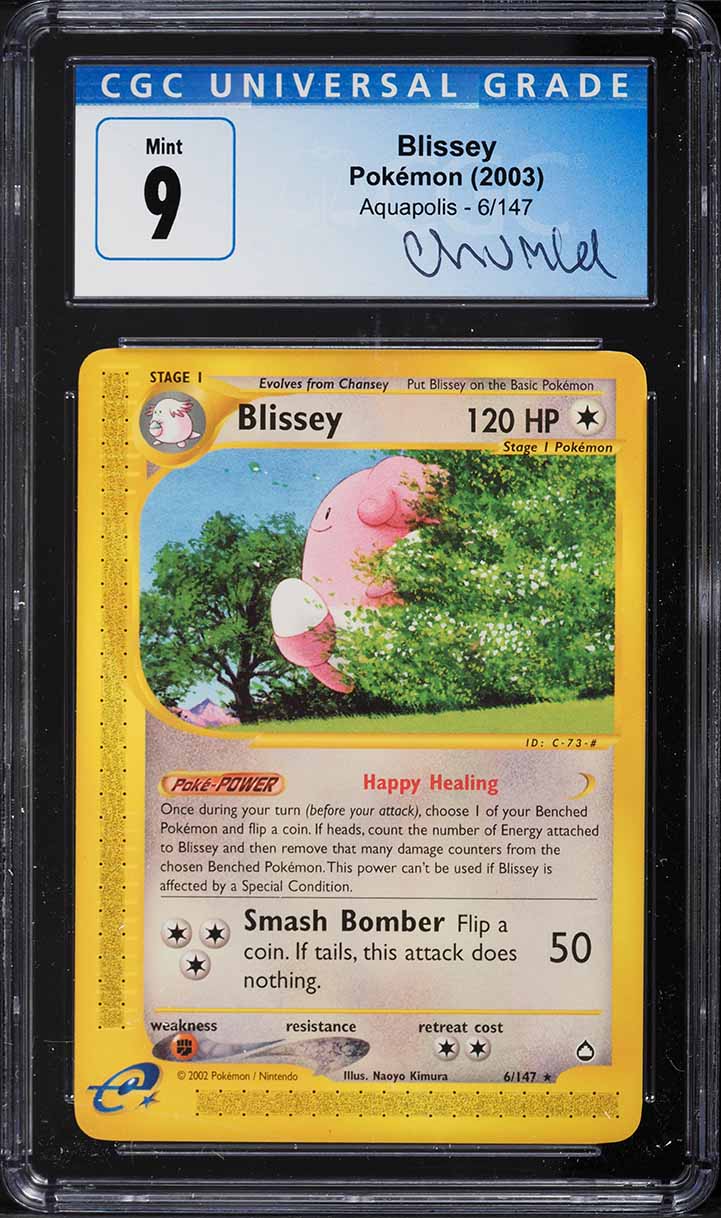 CGC UNIVERSAL GRADE
Mint
9
Blissey
Pokémon (2003)
Aquapolis - 6/147
STAGE 1
Evolves from Chansey Put Blissey on the Basic Pokémon
Blissey 120 HP
Stage 1 Pokémon
ID: C-73-#
Poké-POWER Happy Healing
Once during your turn (before your attack), choose 1 of your Benched
Pokémon and flip a coin. If heads, count the number of Energy attached
to Blissey and then remove that many damage counters from the
chosen Benched Pokémon. This power can't be used if Blissey is
affected by a Special Condition.
Smash Bomber Flip a
coin. If tails, this attack does
nothing.
50
weakness resistance retreat cost
© 2002 Pokémon / Nintendo Illus. Naoyo Kimura 6/147 ★
e